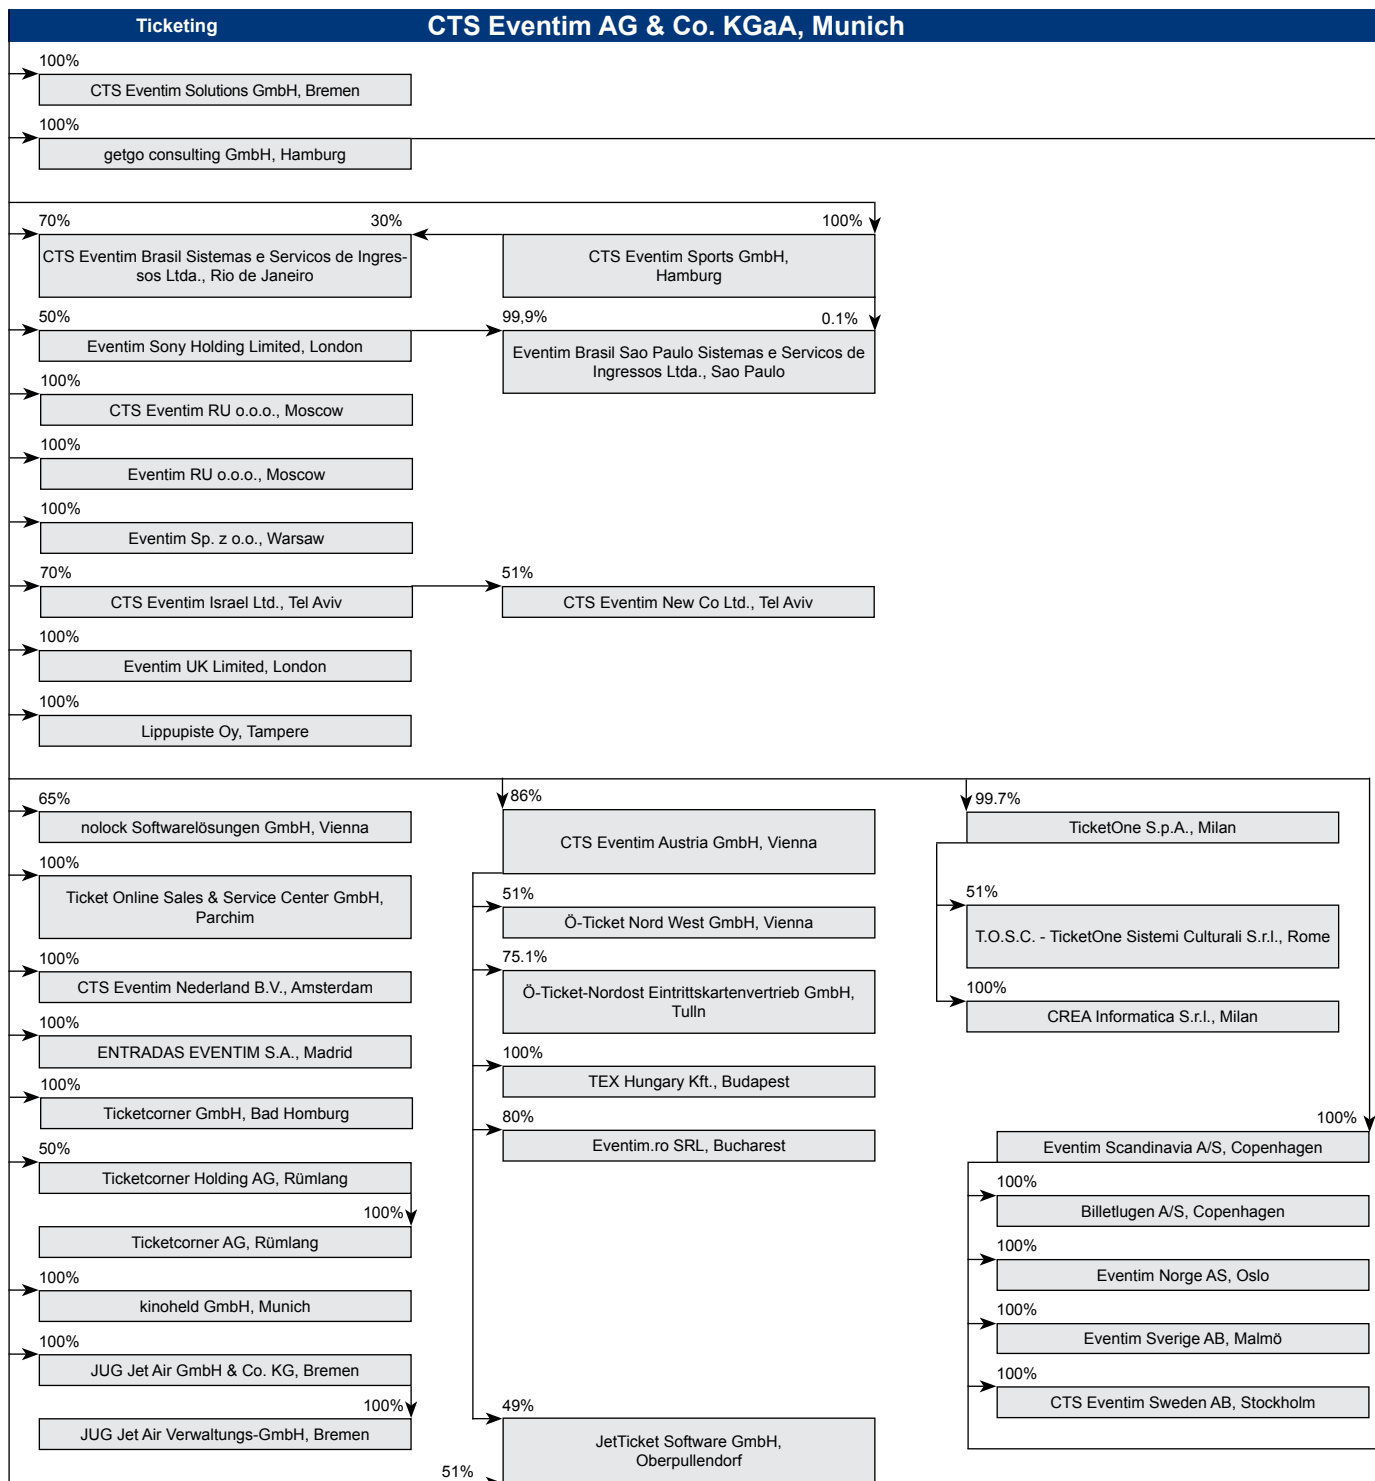 Ticketing
CTS Eventim AG & Co. KGaA, Munich
100%
CTS Eventim Solutions GmbH, Bremen
100%
getgo consulting GmbH, Hamburg
70%
30%
100%
CTS Eventim Brasil Sistemas e Servicos de Ingres-
sos Ltda., Rio de Janeiro
CTS Eventim Sports GmbH,
Hamburg
50%
99,9%
0.1%
Eventim Sony Holding Limited, London
Eventim Brasil Sao Paulo Sistemas e Servicos de
Ingressos Ltda., Sao Paulo
100%
CTS Eventim RU o.o.o., Moscow
100%
Eventim RU o.o.o., Moscow
100%
Eventim Sp. z o.o., Warsaw
70%
51%
CTS Eventim Israel Ltd., Tel Aviv
CTS Eventim New Co Ltd., Tel Aviv
100%
Eventim UK Limited, London
100%
Lippupiste Oy, Tampere
65%
nolock Softwarelösungen GmbH, Vienna
100%
Ticket Online Sales & Service Center GmbH,
Parchim
100%
CTS Eventim Nederland B.V., Amsterdam
100%
ENTRADAS EVENTIM S.A., Madrid
100%
Ticketcorner GmbH, Bad Homburg
50%
Ticketcorner Holding AG, Rümlang
100%
Ticketcorner AG, Rümlang
100%
kinoheld GmbH, Munich
100%
JUG Jet Air GmbH & Co. KG, Bremen
100%
JUG Jet Air Verwaltungs-GmbH, Bremen
86%
CTS Eventim Austria GmbH, Vienna
51%
Ö-Ticket Nord West GmbH, Vienna
75.1%
Ö-Ticket-Nordost Eintrittskartenvertrieb GmbH,
Tulln
100%
TEX Hungary Kft., Budapest
80%
Eventim.ro SRL, Bucharest
49%
JetTicket Software GmbH,
Oberpullendorf
51%
99.7%
TicketOne S.p.A., Milan
51%
T.O.S.C. - TicketOne Sistemi Culturali S.r.l., Rome
100%
CREA Informatica S.r.l., Milan
100%
Eventim Scandinavia A/S, Copenhagen
100%
Billetlugen A/S, Copenhagen
100%
Eventim Norge AS, Oslo
100%
Eventim Sverige AB, Malmö
100%
CTS Eventim Sweden AB, Stockholm